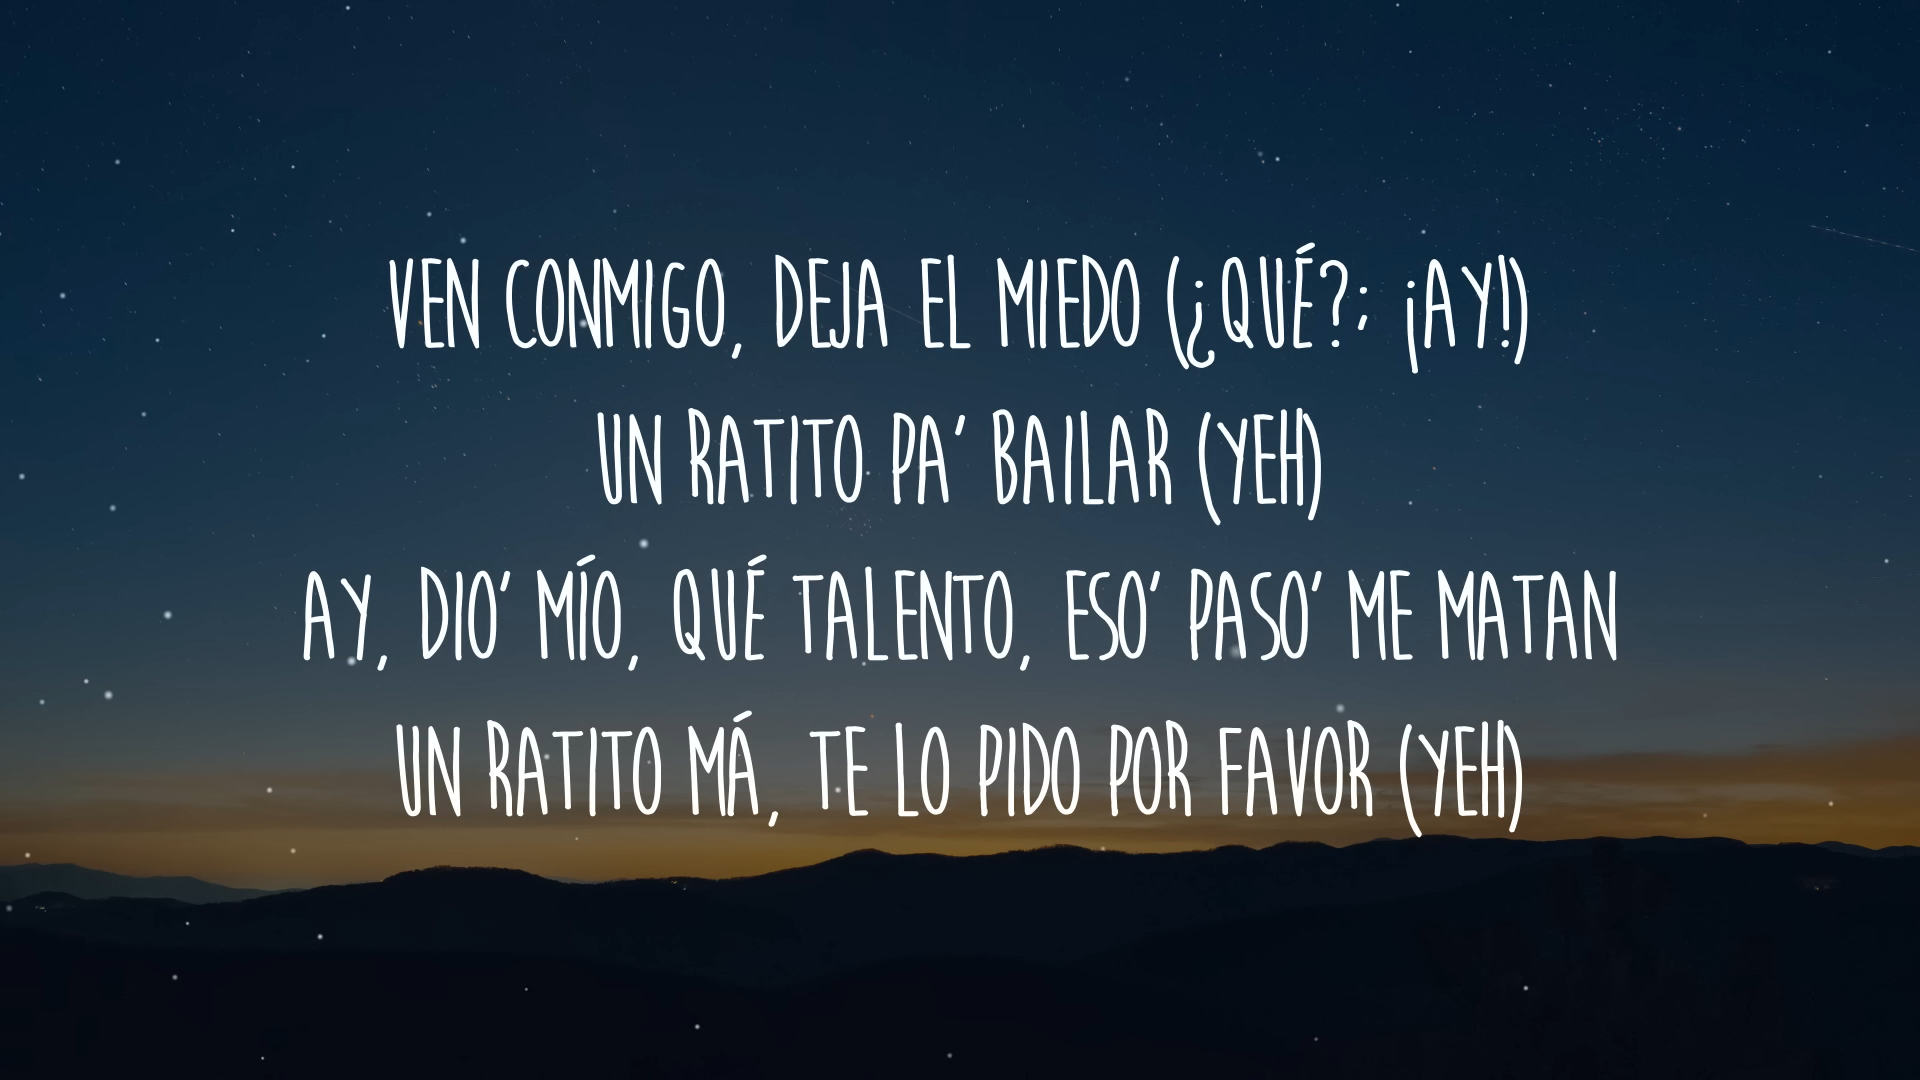 VEN CONMIGO, DEJA EL MIEDO (¿QUÉ?; ¡AY!)
UN RATITO PA' BAILAR (YEH)
AY, DIO' MÍO, QUÉ TALENTO, ESO' PASO' ME MATAN
UN RATITO MÁ, TE LO PIDO POR FAVOR (YEH)